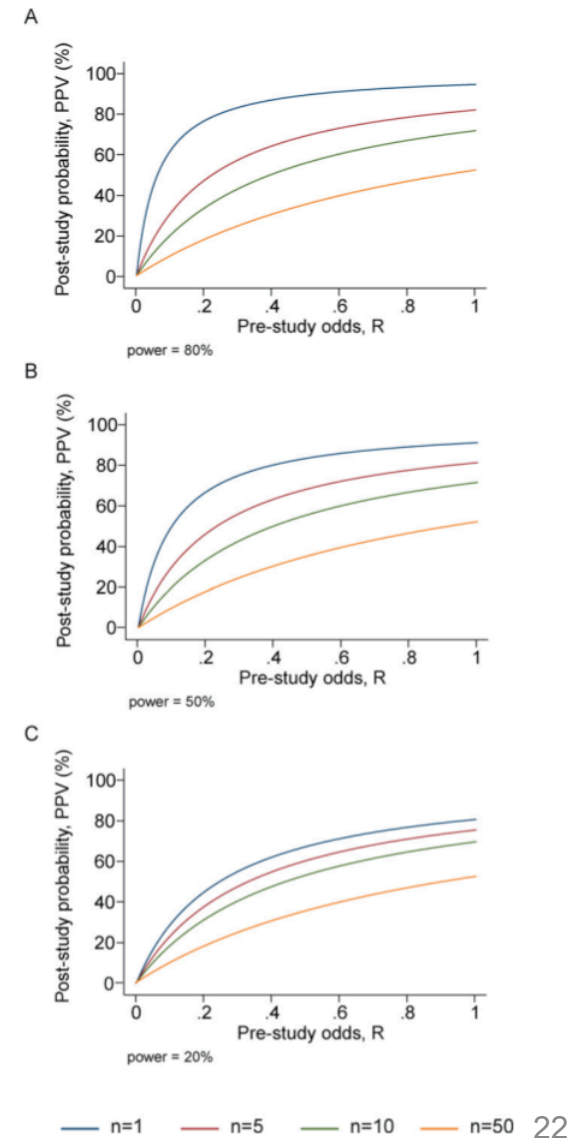 A
Post-study probability, PPV (%)
100
80
60
40
20
0
0 .2 .4 .6 .8 1
Pre-study odds, R
power = 80%
B
Post-study probability, PPV (%)
100
80
60
40
20
0
0 .2 .4 .6 .8 1
Pre-study odds, R
power = 50%
C
Post-study probability, PPV (%)
100
80
60
40
20
0
0 .2 .4 .6 .8 1
Pre-study odds, R
power = 20%
n=1 n=5 n=10 n=50 22